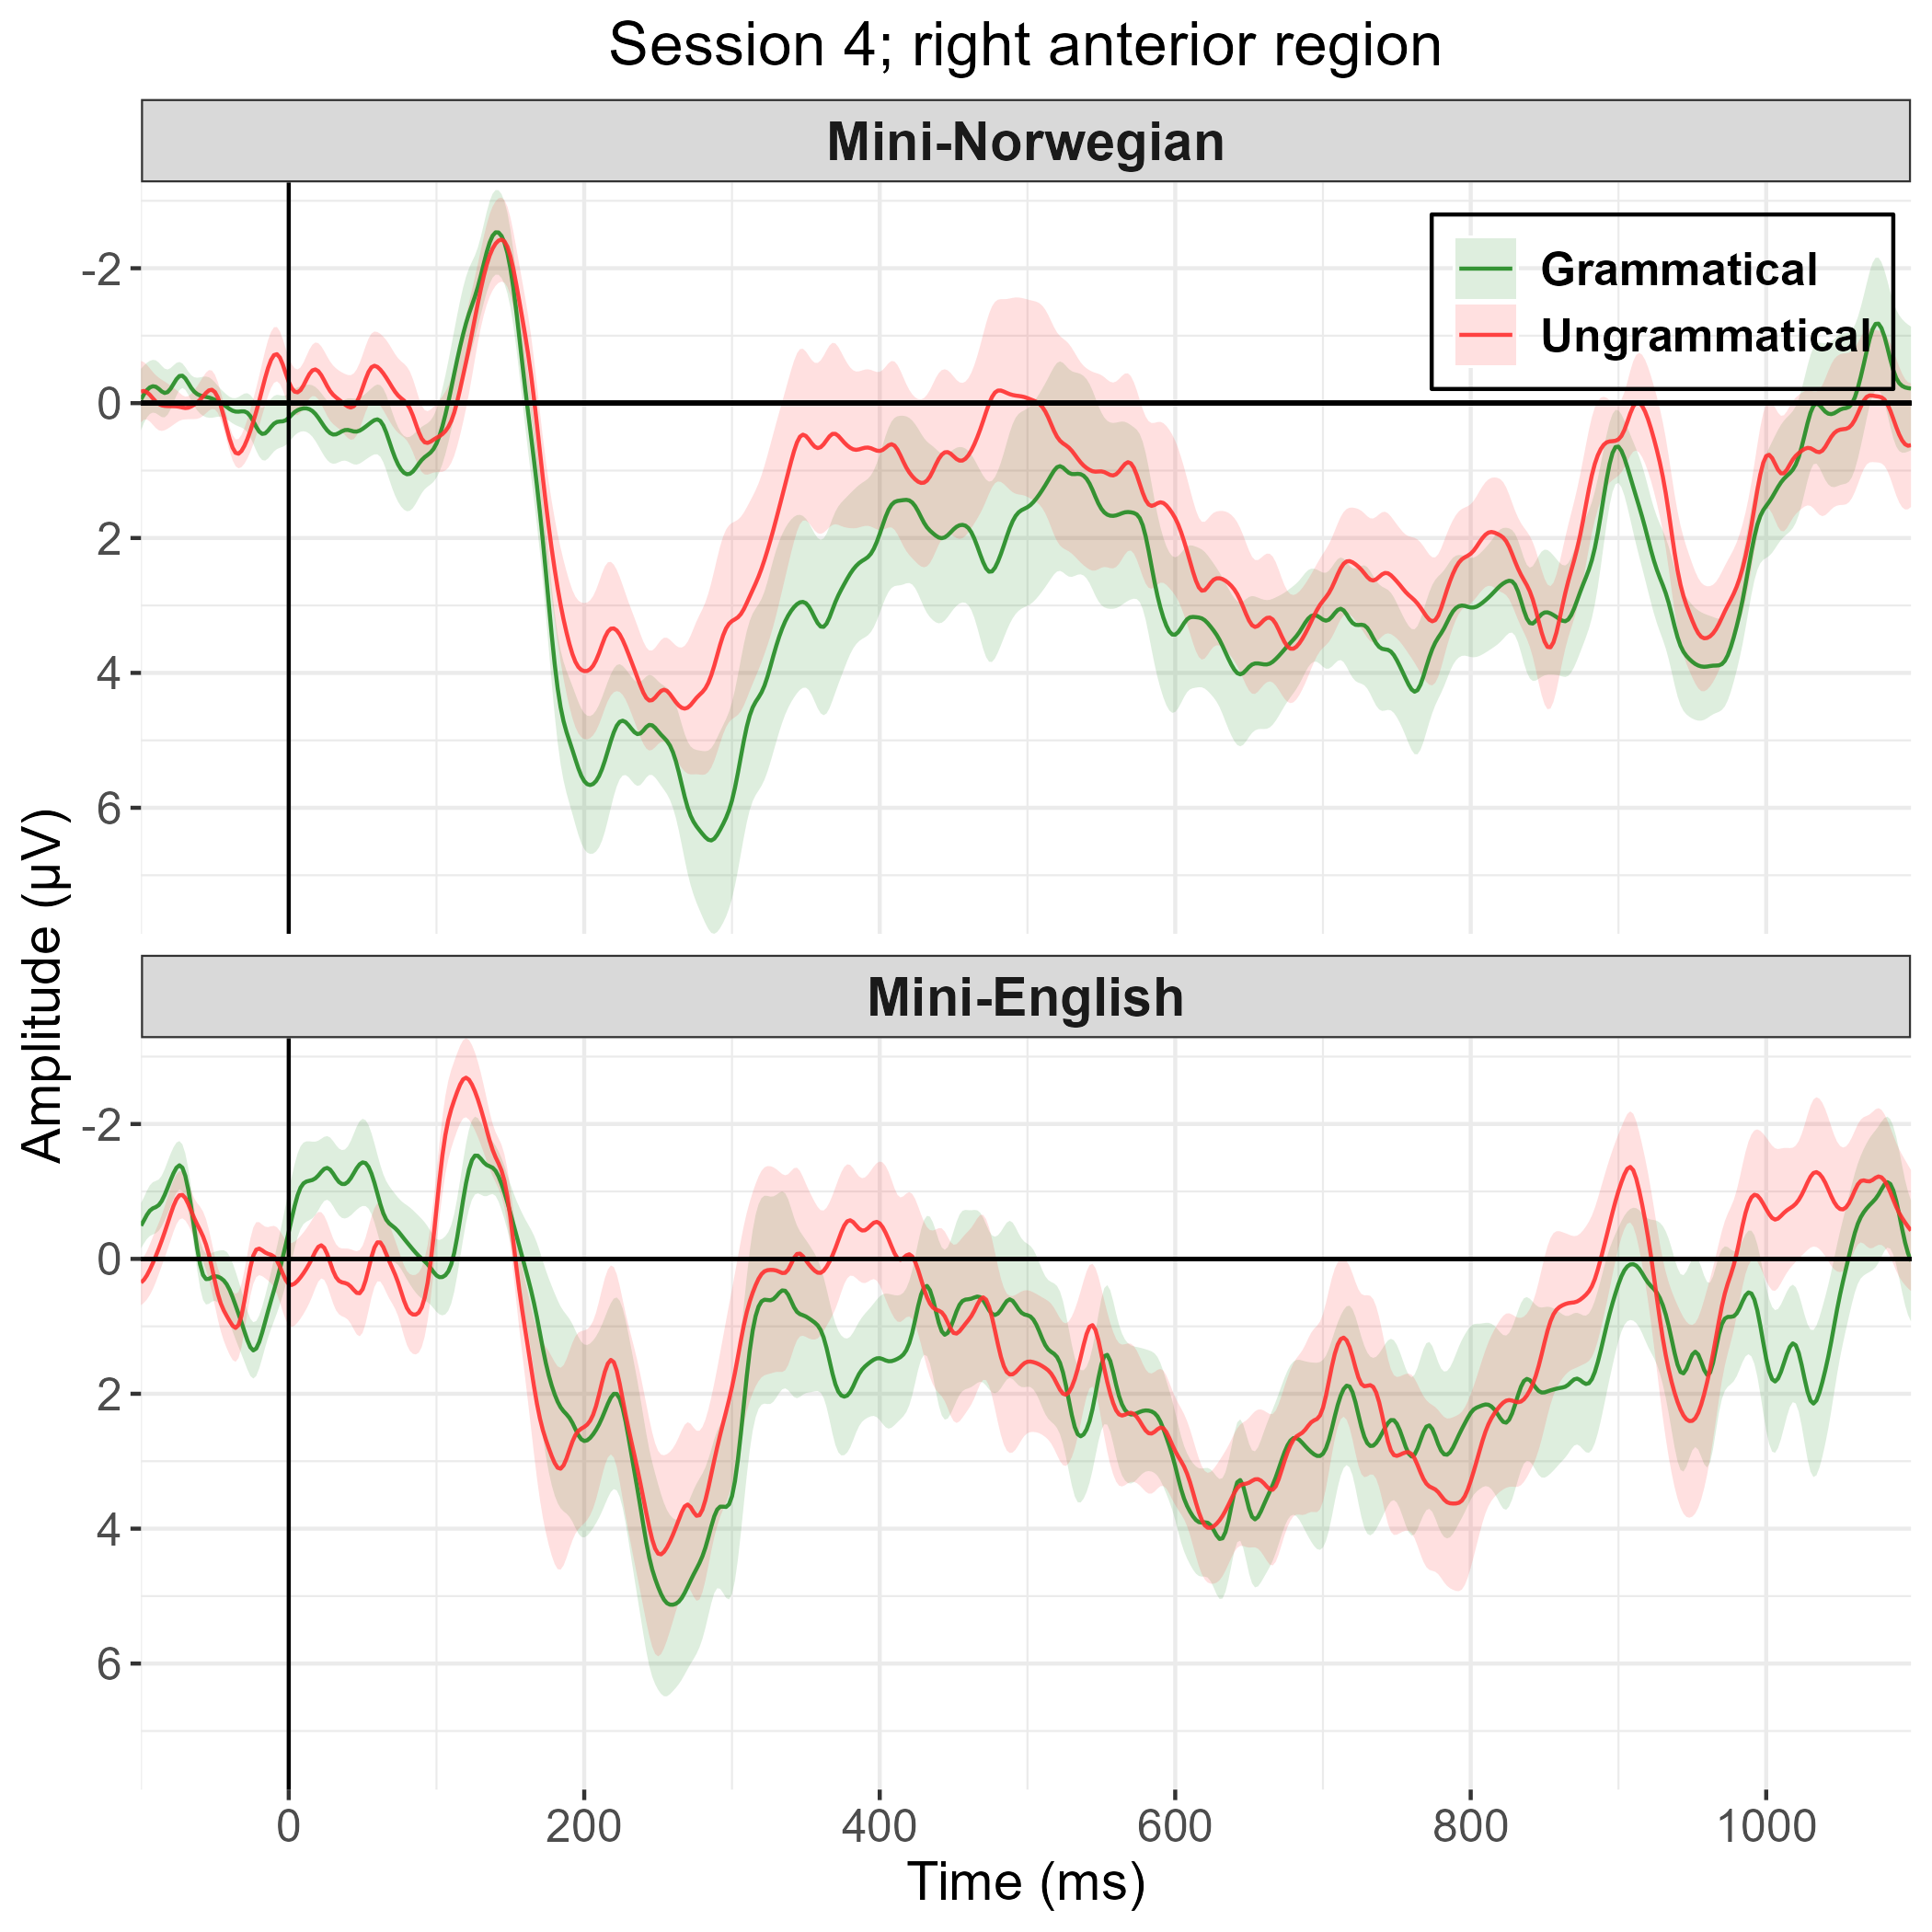 Session 4; right anterior region
Mini-Norwegian
Grammatical
Ungrammatical
-2
0
2
4
6
Mini-English
-2
0
2
4
6
Amplitude (µV)
0 200 400 600 800 1000
Time (ms)